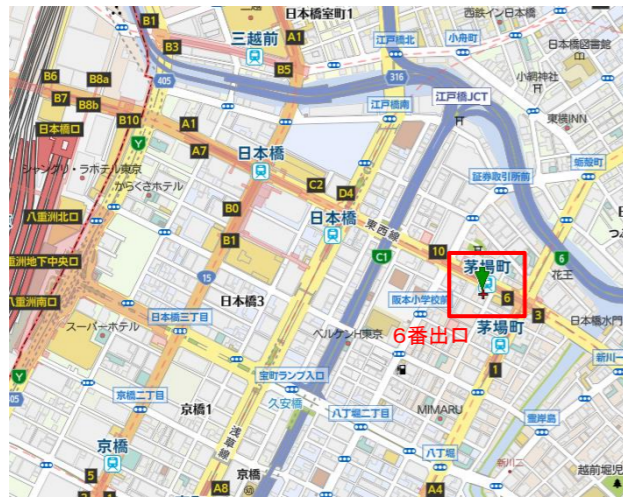 日本橋室町1
西鉄イン日本橋
B1
三越前
A1
江戸橋北
小舟町
日本橋図書館
B3
B5
405
316
小網神社
B6
B8a
B7
B8b
江戸橋JCT
江戸橋南
東横INN
日本橋口
B10
A1
A7
日本橋
蛎殻町
シャングリ・ラホテル東京
Y
からくさホテル
C2
D4
証券取引所前
八重洲北口
B0
日本橋
東西線
B1
C1
10
茅場町
6
つ
花王
八重洲地下中央口
15
八重洲南口
日本橋3
阪本小学校前
6
3
日本橋水門
スーパーホテル
日本橋三丁目
ベルケンH東京
6番出口
茅場町
新川一
宝町ランプ入口
1
京橋二丁目
久安橋
京橋1
八丁堀二丁目
MIMARU
霊岸島
Y
405
浅草線
京橋
八丁堀
新川二
越前堀児
5
京橋
A8
A4